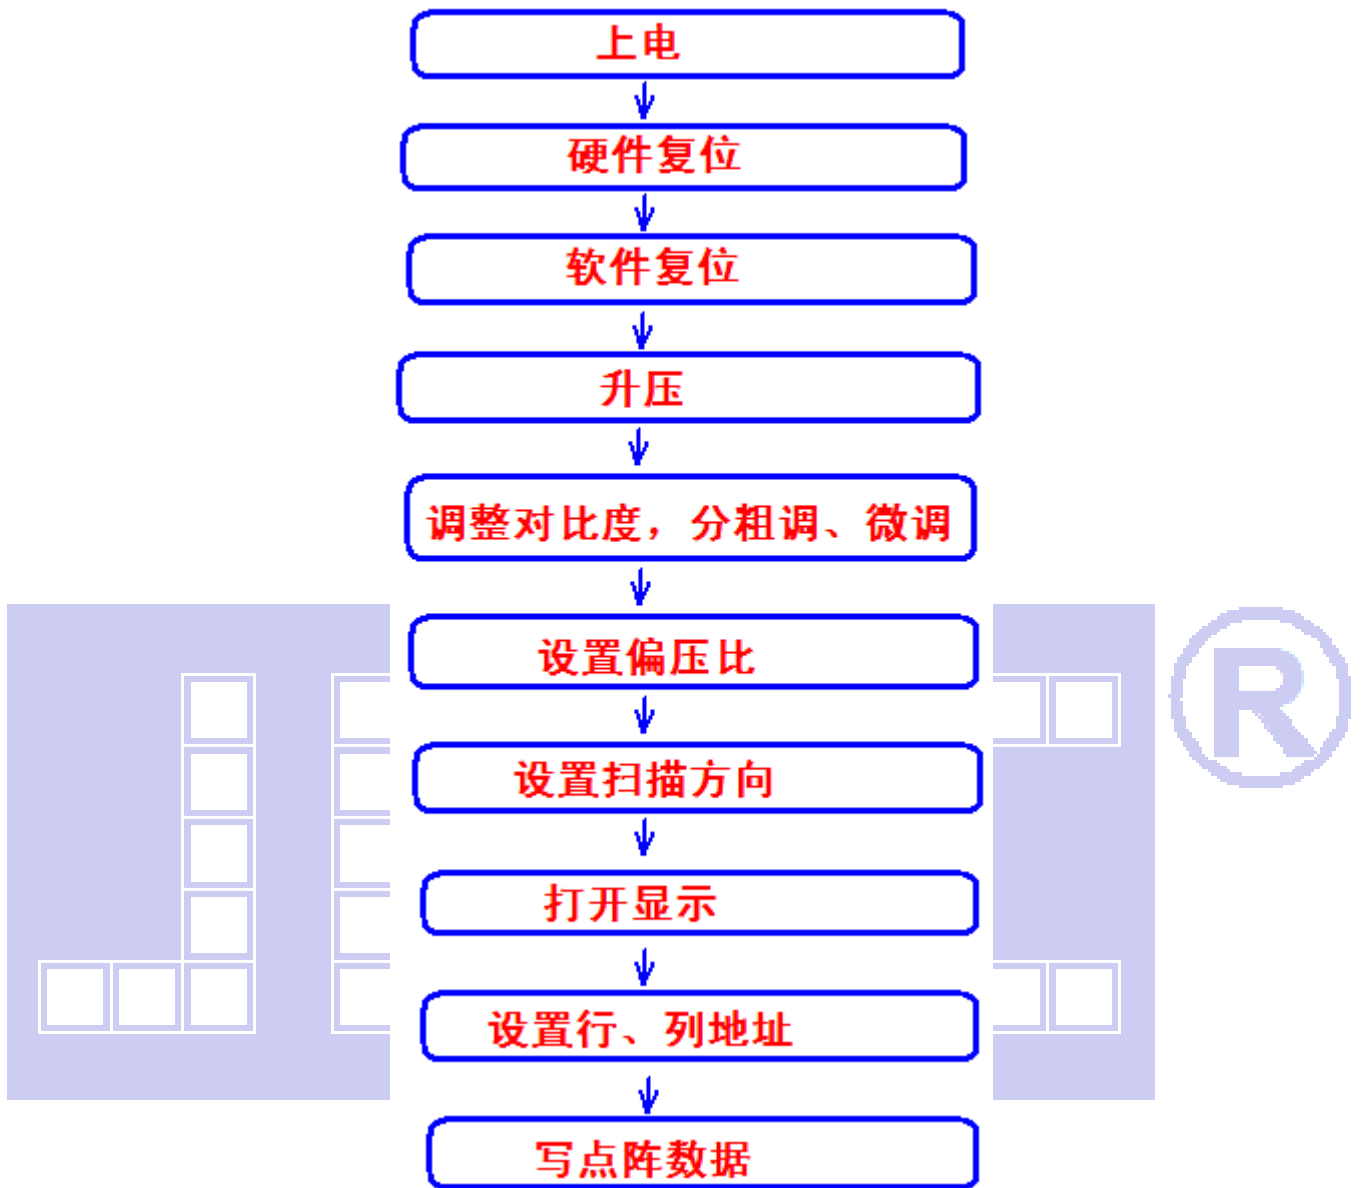 上电
硬件复位
软件复位
升压
调整对比度，分粗调、微调
设置偏压比
设置扫描方向
打开显示
设置行、列地址
写点阵数据
®